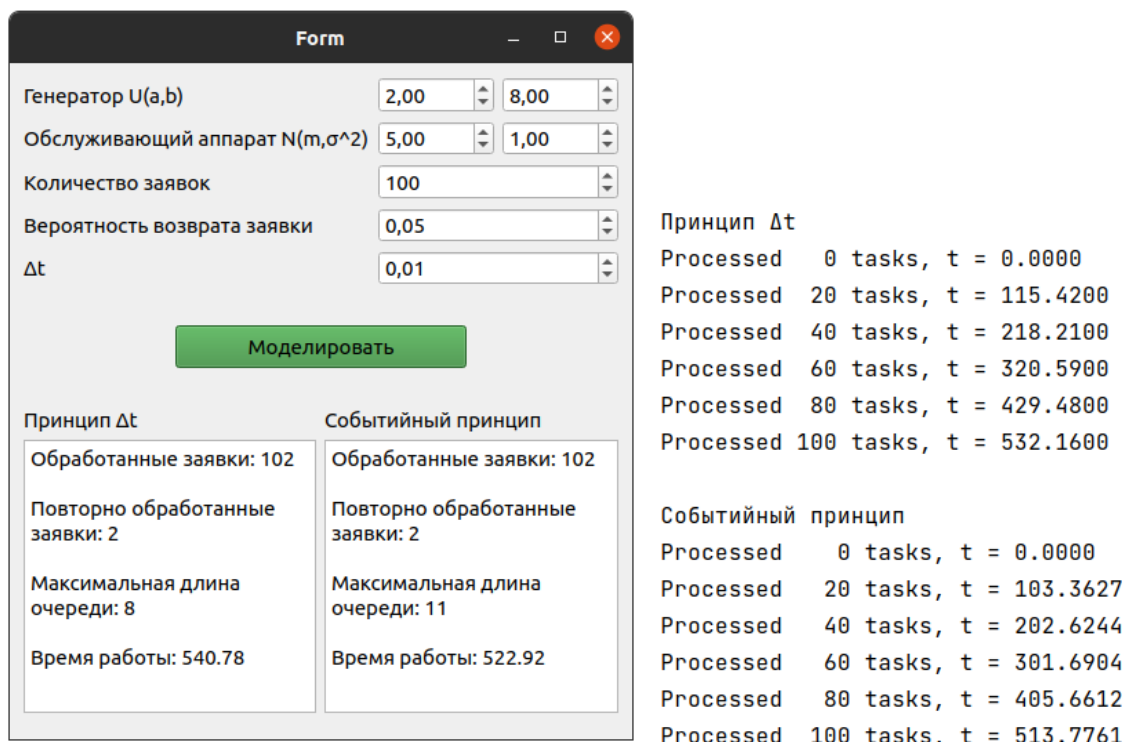 Form
Генератор U(a,b) 2,00 8,00
Обслуживающий аппарат N(m,σ^2) 5,00 1,00
Количество заявок 100
Вероятность возврата заявки 0,05
Δt 0,01
Моделировать
Принцип Δt
Обработанные заявки: 102
Повторно обработанные
заявки: 2
Максимальная длина
очереди: 8
Время работы: 540.78
Событийный принцип
Обработанные заявки: 102
Повторно обработанные
заявки: 2
Максимальная длина
очереди: 11
Время работы: 522.92
Принцип Δt
Processed   0 tasks, t = 0.0000
Processed  20 tasks, t = 115.4200
Processed  40 tasks, t = 218.2100
Processed  60 tasks, t = 320.5900
Processed  80 tasks, t = 429.4800
Processed 100 tasks, t = 532.1600
Событийный принцип
Processed    0 tasks, t = 0.0000
Processed   20 tasks, t = 103.3627
Processed   40 tasks, t = 202.6244
Processed   60 tasks, t = 301.6904
Processed   80 tasks, t = 405.6612
Processed  100 tasks, t = 513.7761